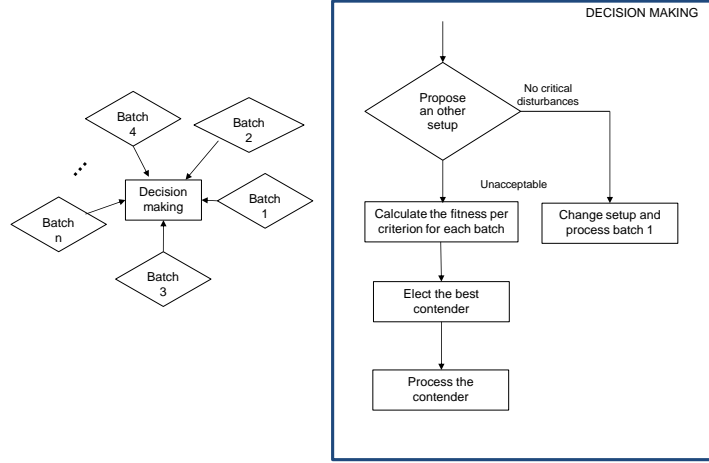 DECISION MAKING
Batch
4
Batch
2
...
Decision
making
Batch
1
Batch
n
Batch
3
Propose
an other
setup
No critical
disturbances
Unacceptable
Calculate the fitness per
criterion for each batch
Change setup and
process batch 1
Elect the best
contender
Process the
contender